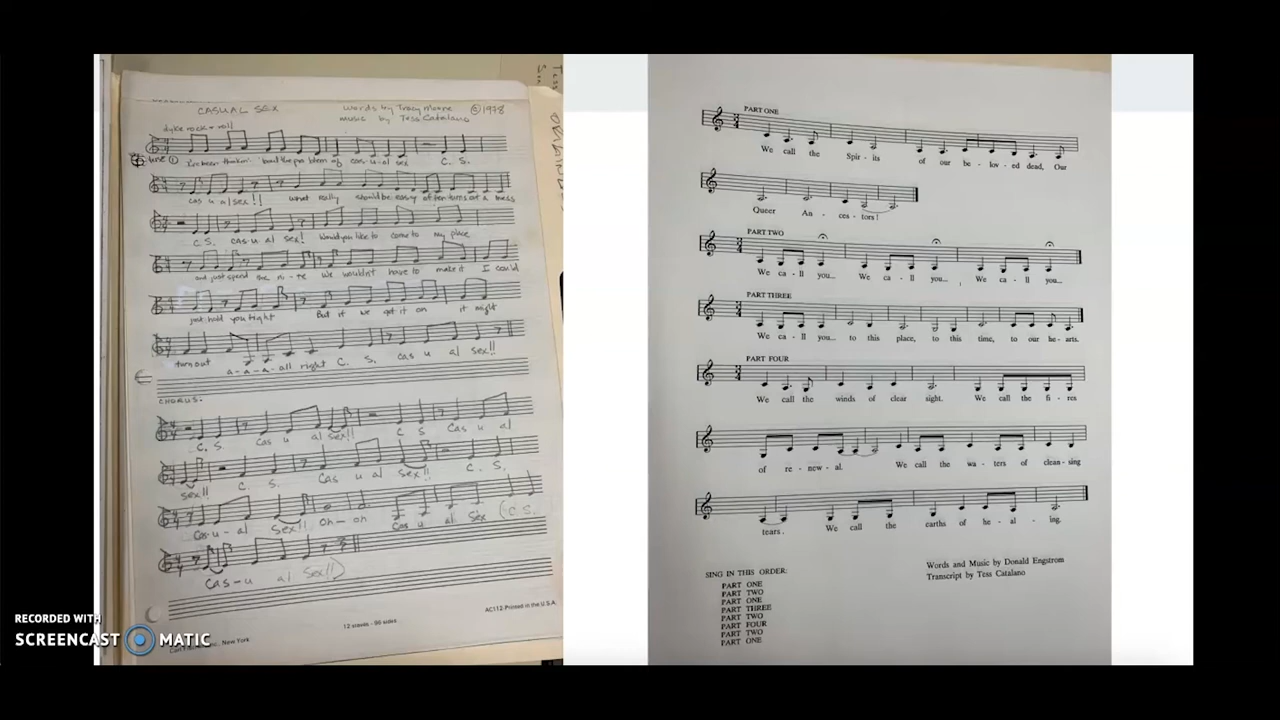 CASUAL SEX
words by Tracy Moore ©1978
music by Tess Catalano
dyke rock + roll
I've been thinkin' 'bout the problem of cas-u-al sex C. S.
cas u al sex!! what really should be easy often turns out a mess
C. S. cas-u al sex! Would you like to come to my place
and just spend the ni-te We wouldn't have to make it I could
just hold you tight But if we get it on it might
turn out a-a-a-all right C. S. cas u al sex!!
CHORUS.
C. S. Cas u al sex!! C S Cas u al
sex!! C. S. Cas u al sex!! C. S.
Cas-u-al sex!! oh-oh Cas u al Sex (C.S.
Cas-u al Sex!!)
12 staves - 96 sides
AC112-Printed in the U.S.A.
New York
PART ONE
We call the Spir-its of our be-lov-ed dead, Our
Queer An-ces-tors!
PART TWO
We ca-ll you... We ca-ll you... We ca-ll you...
PART THREE
We ca-ll you... to this place, to this time, to our he-arts.
PART FOUR
We call the winds of clear sight. We call the fi-res
of re-new-al. We call the wa-ters of clean-sing
tears. We call the earths of he-al-ing.
Words and Music by Donald Engstrom
Transcript by Tess Catalano
SING IN THIS ORDER:
PART ONE
PART TWO
PART ONE
PART THREE
PART TWO
PART FOUR
PART TWO
PART ONE
RECORDED WITH
SCREENCAST MATIC